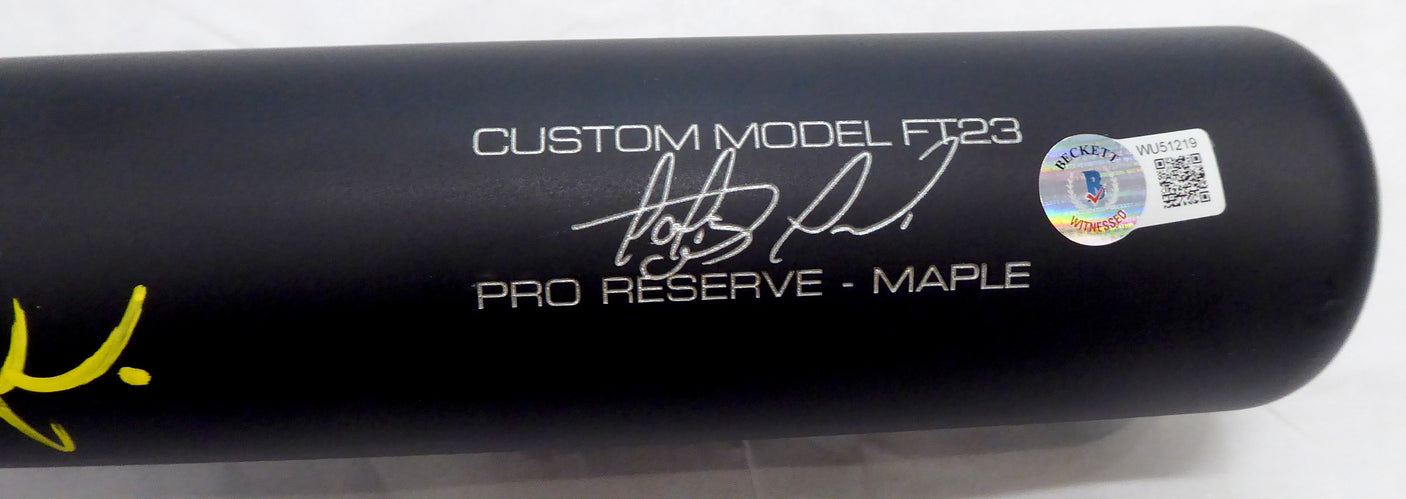 CUSTOM MODEL FT23
PRO RESERVE - MAPLE
BECKETT
B
WITNESSED
WU51219